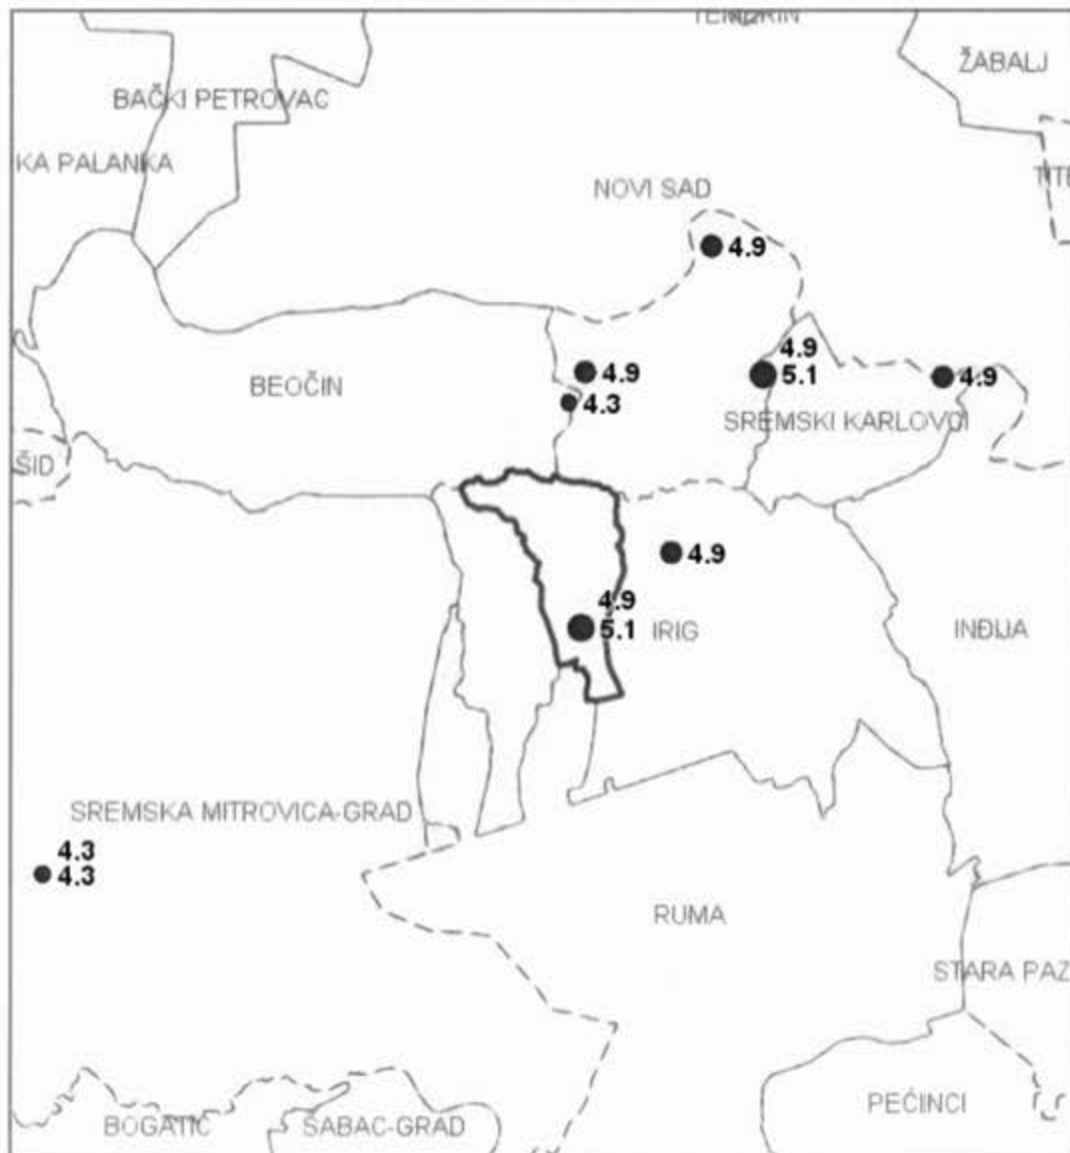 TEMERIN
ŽABALJ
BAČKI PETROVAC
KA PALANKA
TITE
NOVI SAD
4.9
4.9
4.9
5.1
4.9
BEOČIN
4.3
SREMSKI KARLOVCI
ŠID
4.9
4.9
5.1
IRIG
INĐIJA
SREMSKA MITROVICA-GRAD
4.3
4.3
RUMA
STARA PAZ
PEĆINCI
BOGATIĆ
ŠABAC-GRAD